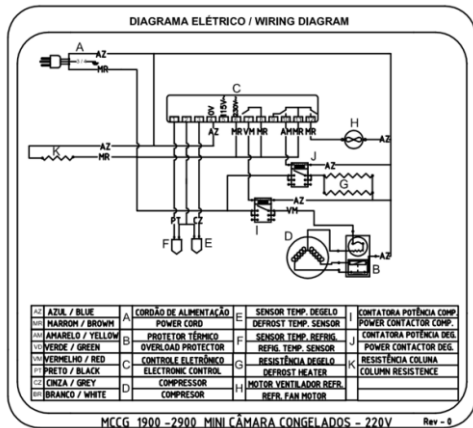 DIAGRAMA ELÉTRICO / WIRING DIAGRAM
A
AZ
MR
C
0V
115V
230V
AZ
MR
VM
MR
AM
MR
MR
H
AZ
AZ
K
MR
J
AZ
G
AZ
I
VM
PT
CZ
F
E
D
AZ
B
AZ AZUL / BLUE
MR MARROM / BROWM
AM AMARELO / YELLOW
VD VERDE / GREEN
VM VERMELHO / RED
PT PRETO / BLACK
CZ CINZA / GREY
BR BRANCO / WHITE
A CORDÃO DE ALIMENTAÇÃO
POWER CORD
B PROTETOR TÉRMICO
OVERLOAD PROTECTOR
C CONTROLE ELETRÔNICO
ELECTRONIC CONTROL
D COMPRESSOR
COMPRESOR
E SENSOR TEMP. DEGELO
DEFROST TEMP. SENSOR
F SENSOR TEMP. REFRIG.
REFIG. TEMP. SENSOR
G RESISTÊNCIA DEGELO
DEFROST HEATER
H MOTOR VENTILADOR REFR.
REFR. FAN MOTOR
I CONTATORA POTÊNCIA COMP.
POWER CONTACTOR COMP.
J CONTATORA POTÊNCIA DEG.
POWER CONTACTOR DEG.
K RESISTÊNCIA COLUNA
COLUMN RESISTENCE
MCCG 1900 -2900 MINI CÂMARA CONGELADOS - 220V
Rev - 0